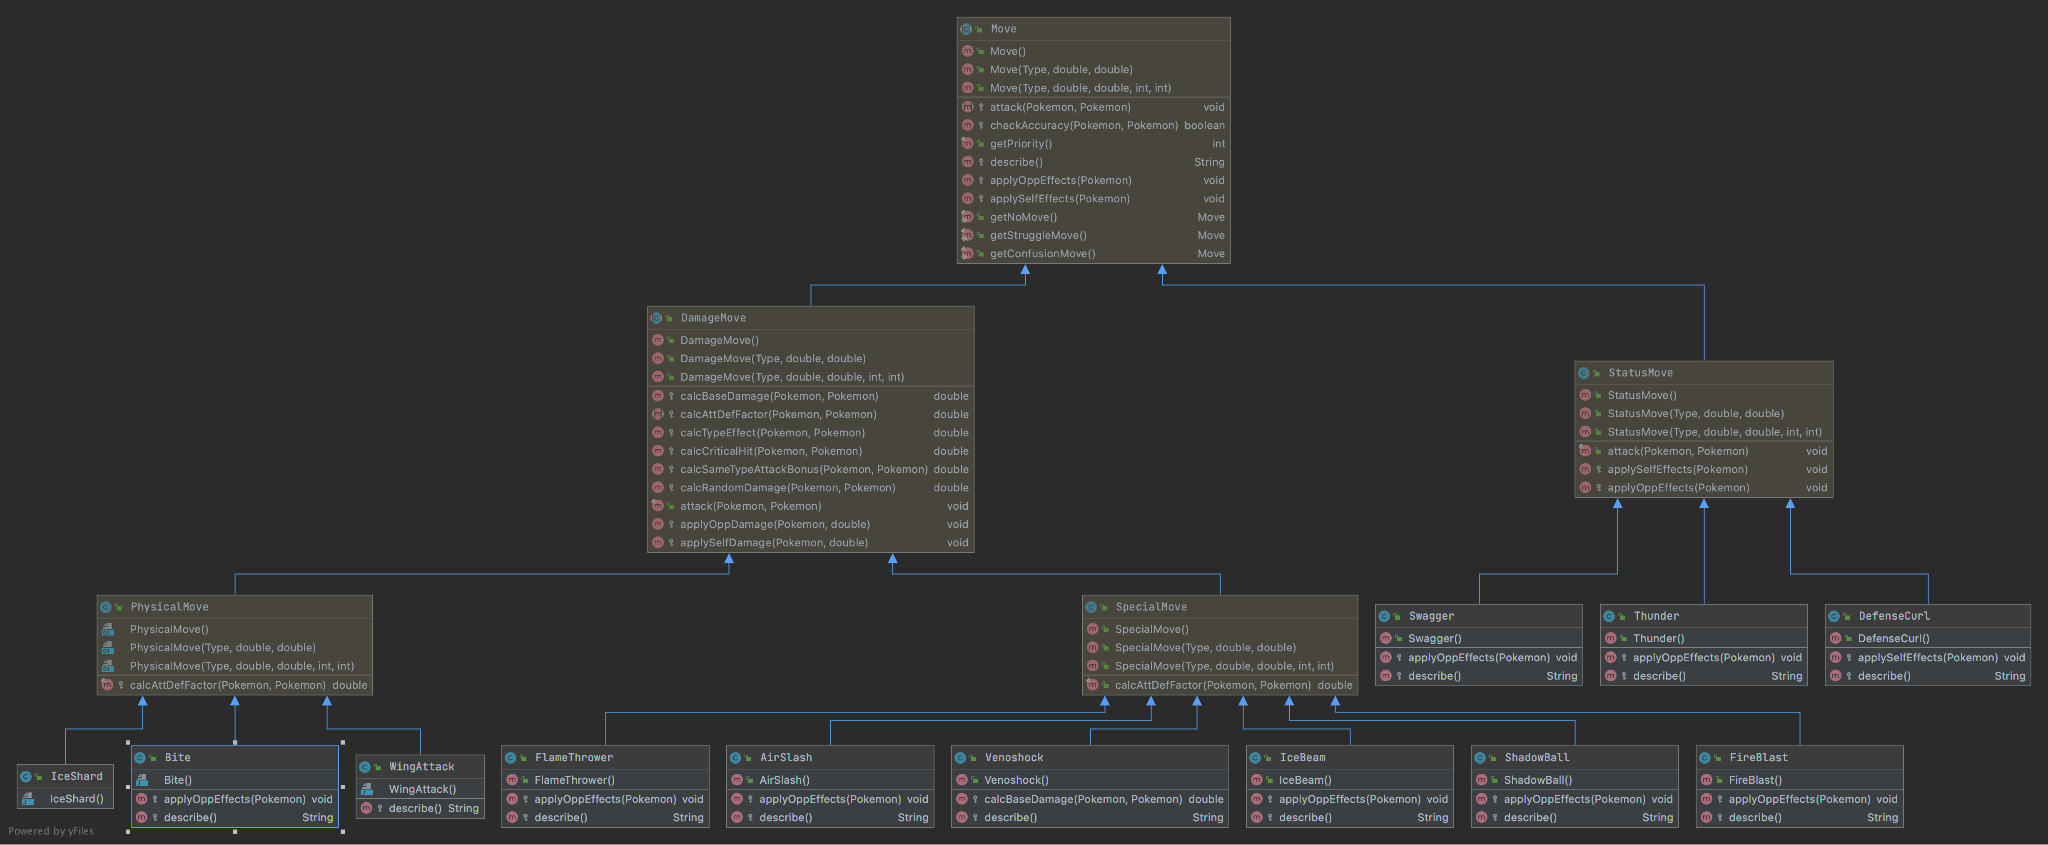 Move
Move()
Move(Type, double, double)
Move(Type, double, double, int, int)
attack(Pokemon, Pokemon) void
checkAccuracy(Pokemon, Pokemon) boolean
getPriority() int
describe() String
applyOppEffects(Pokemon) void
applySelfEffects(Pokemon) void
getNoMove() Move
getStruggleMove() Move
getConfusionMove() Move
DamageMove
DamageMove()
DamageMove(Type, double, double)
DamageMove(Type, double, double, int, int)
calcBaseDamage(Pokemon, Pokemon) double
calcAttDefFactor(Pokemon, Pokemon) double
calcTypeEffect(Pokemon, Pokemon) double
calcCriticalHit(Pokemon, Pokemon) double
calcSameTypeAttackBonus(Pokemon, Pokemon) double
calcRandomDamage(Pokemon, Pokemon) double
attack(Pokemon, Pokemon) void
applyOppDamage(Pokemon, double) void
applySelfDamage(Pokemon, double) void
StatusMove
StatusMove()
StatusMove(Type, double, double)
StatusMove(Type, double, double, int, int)
attack(Pokemon, Pokemon) void
applySelfEffects(Pokemon) void
applyOppEffects(Pokemon) void
PhysicalMove
PhysicalMove()
PhysicalMove(Type, double, double)
PhysicalMove(Type, double, double, int, int)
calcAttDefFactor(Pokemon, Pokemon) double
SpecialMove
SpecialMove()
SpecialMove(Type, double, double)
SpecialMove(Type, double, double, int, int)
calcAttDefFactor(Pokemon, Pokemon) double
Swagger
Swagger()
applyOppEffects(Pokemon) void
describe() String
Thunder
Thunder()
applyOppEffects(Pokemon) void
describe() String
DefenseCurl
DefenseCurl()
applySelfEffects(Pokemon) void
describe() String
IceShard
IceShard()
Bite
Bite()
applyOppEffects(Pokemon) void
describe() String
WingAttack
WingAttack()
describe() String
FlameThrower
FlameThrower()
applyOppEffects(Pokemon) void
describe() String
AirSlash
AirSlash()
applyOppEffects(Pokemon) void
describe() String
Venoshock
Venoshock()
calcBaseDamage(Pokemon, Pokemon) double
describe() String
IceBeam
IceBeam()
applyOppEffects(Pokemon) void
describe() String
ShadowBall
ShadowBall()
applyOppEffects(Pokemon) void
describe() String
FireBlast
FireBlast()
applyOppEffects(Pokemon) void
describe() String
Powered by yFiles